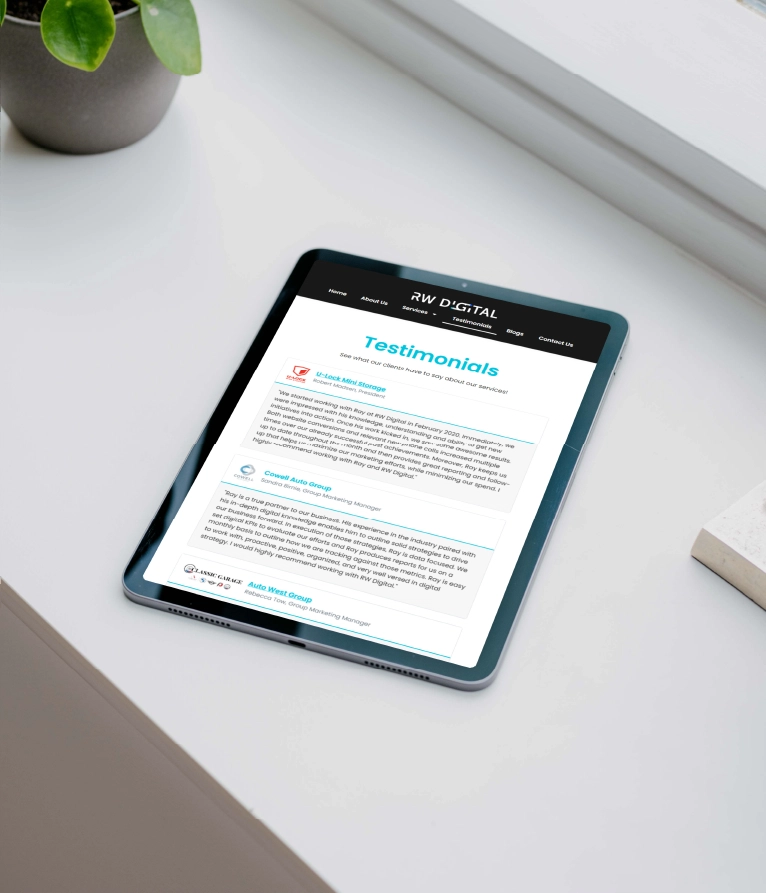 RW DIGITAL
Home
About Us
Services
Testimonials
Blogs
Contact Us
Testimonials
See what our clients have to say about our services!
U-Lock Mini Storage
Robert Madsen, President
"We started working with Ray at RW Digital in February 2020. Immediately, we
were impressed with his knowledge, understanding and ability to get new
initiatives into action. Once his work kicked in, we saw some awesome results.
Both website conversions and relevant new phone calls increased multiple
times over our already successful past achievements. Moreover, Ray keeps us
up to date throughout the month and then provides great reporting and follow-
up that helps us maximize our marketing efforts, while minimizing our spend. I
highly recommend working with Ray and RW Digital."
Cowell Auto Group
Sandra Birnie, Group Marketing Manager
"Ray is a true partner to our business. His experience in the industry paired with
his in-depth digital knowledge enables him to outline solid strategies to drive
our business forward. In execution of those strategies, Ray is data focused. We
set digital KPIs to evaluate our efforts and Ray produces reports for us on a
monthly basis to outline how we are tracking against those metrics. Ray is easy
to work with, proactive, positive, organized, and very well versed in digital
strategy. I would highly recommend working with RW Digital."
CLASSIC GARAGE
Auto West Group
Rebecca Tow, Group Marketing Manager